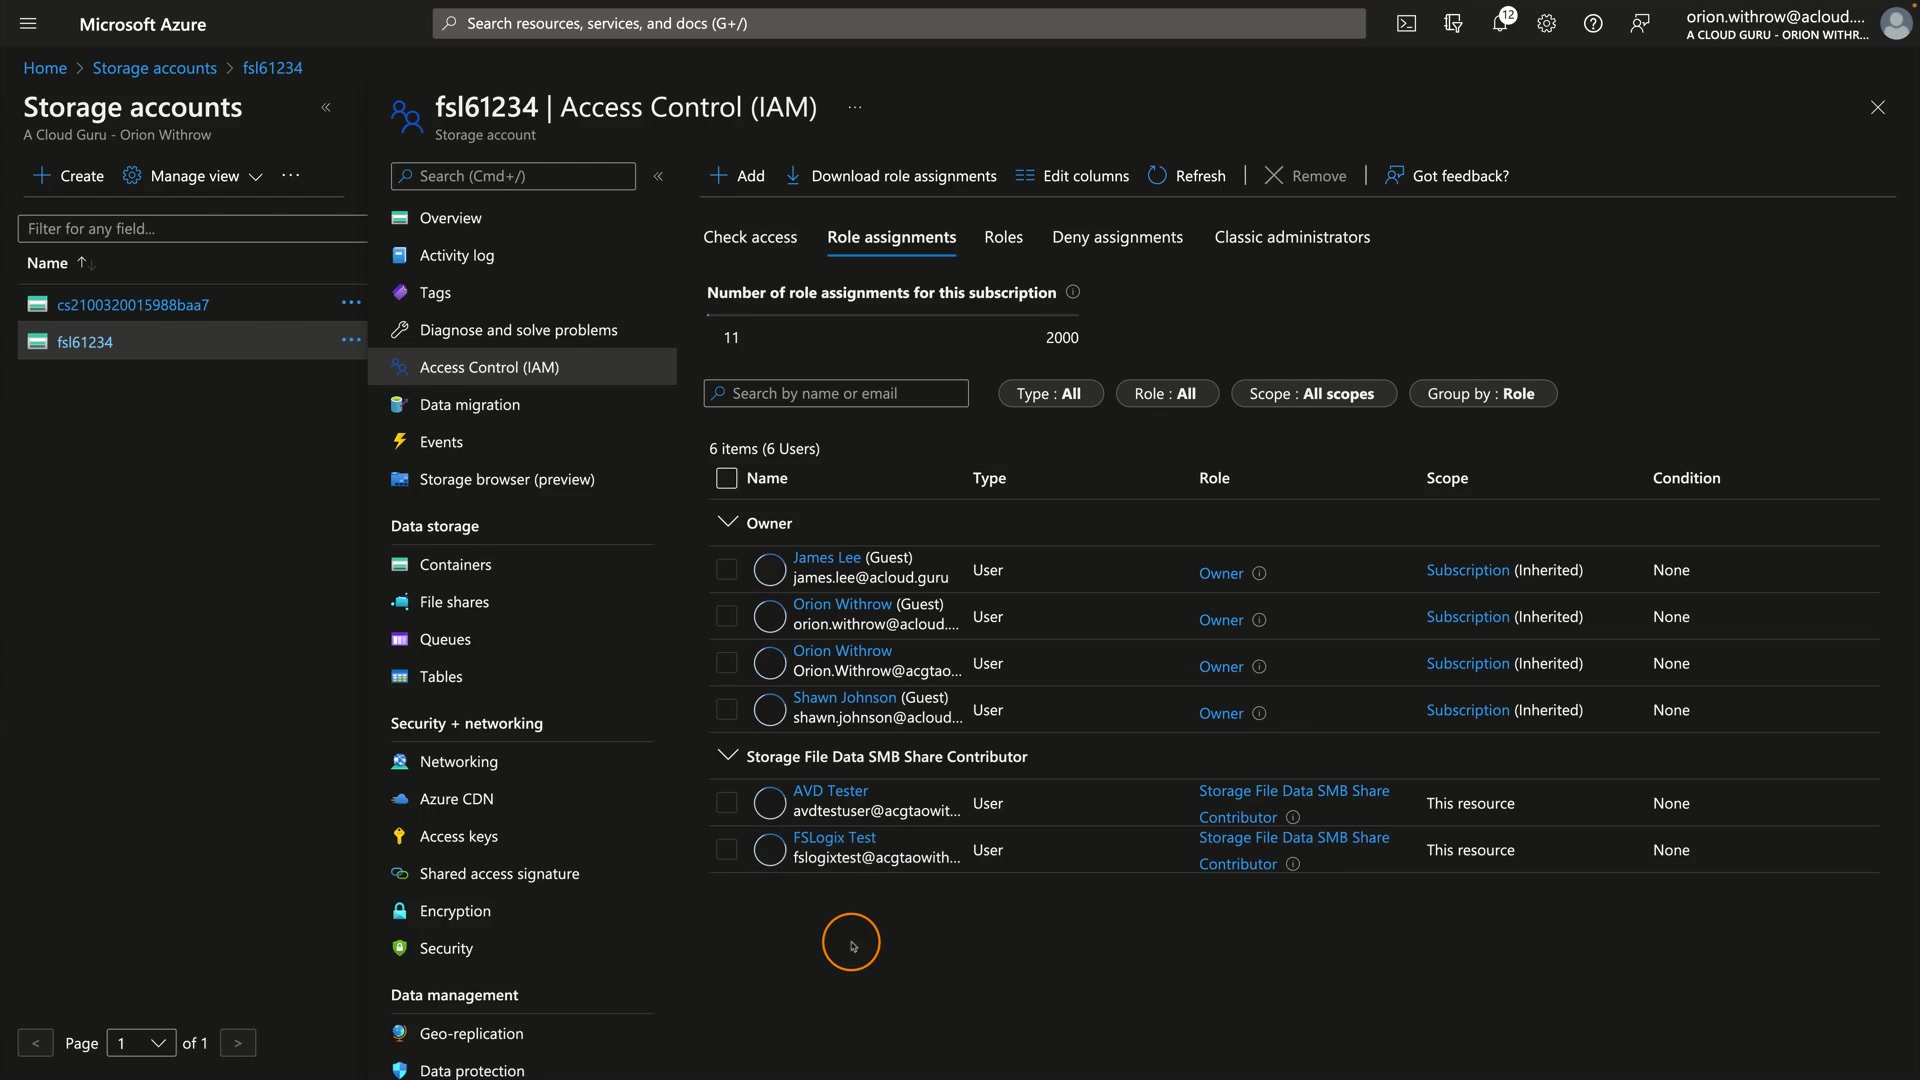 Microsoft Azure
Search resources, services, and docs (G+/)
12
orion.withrow@acloud....
A CLOUD GURU - ORION WITHR...
Home > Storage accounts > fsl61234
Storage accounts
A Cloud Guru - Orion Withrow
Create Manage view ...
Filter for any field...
Name
cs2100320015988baa7 ...
fsl61234 ...
< Page 1 of 1 >
fsl61234 | Access Control (IAM) ...
Storage account
Search (Cmd+/)
Overview
Activity log
Tags
Diagnose and solve problems
Access Control (IAM)
Data migration
Events
Storage browser (preview)
Data storage
Containers
File shares
Queues
Tables
Security + networking
Networking
Azure CDN
Access keys
Shared access signature
Encryption
Security
Data management
Geo-replication
Data protection
Add Download role assignments Edit columns Refresh Remove Got feedback?
Check access Role assignments Roles Deny assignments Classic administrators
Number of role assignments for this subscription
11 2000
Search by name or email Type : All Role : All Scope : All scopes Group by : Role
6 items (6 Users)
Name Type Role Scope Condition
Owner
James Lee (Guest)
james.lee@acloud.guru User Owner Subscription (Inherited) None
Orion Withrow (Guest)
orion.withrow@acloud.... User Owner Subscription (Inherited) None
Orion Withrow
Orion.Withrow@acgtao... User Owner Subscription (Inherited) None
Shawn Johnson (Guest)
shawn.johnson@acloud... User Owner Subscription (Inherited) None
Storage File Data SMB Share Contributor
AVD Tester
avdtestuser@acgtaowit... User Storage File Data SMB Share Contributor This resource None
FSLogix Test
fslogixtest@acgtaowith... User Storage File Data SMB Share Contributor This resource None